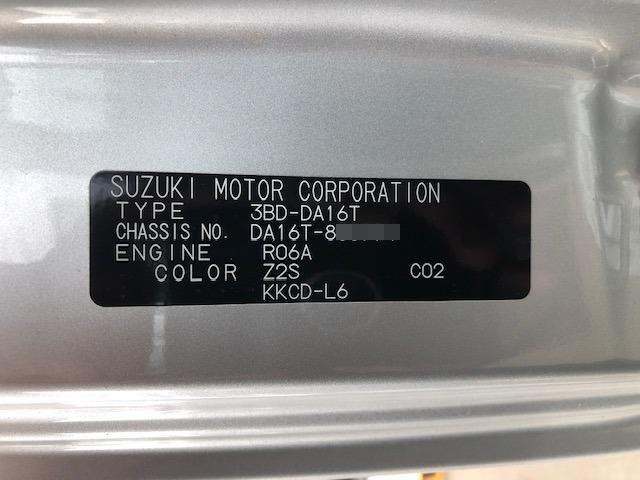 SUZUKI MOTOR CORPORATION
TYPE 3BD-DA16T
CHASSIS NO. DA16T-8
ENGINE R06A
COLOR Z2S C02
KKCD-L6